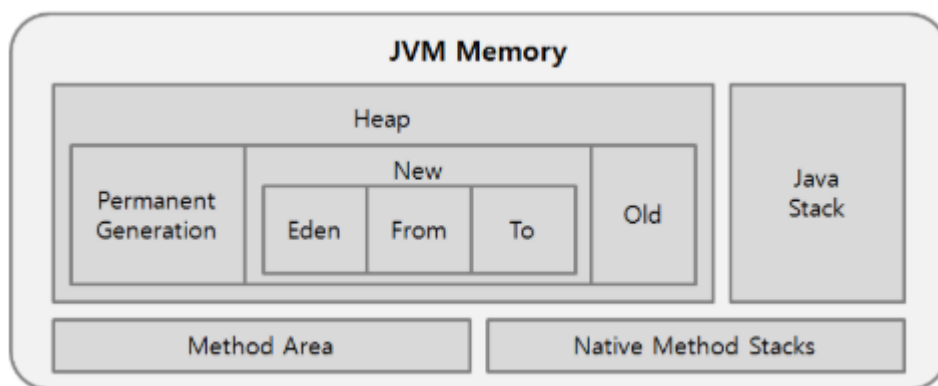 JVM Memory
Heap
Permanent
Generation
New
Eden
From
To
Old
Java
Stack
Method Area
Native Method Stacks